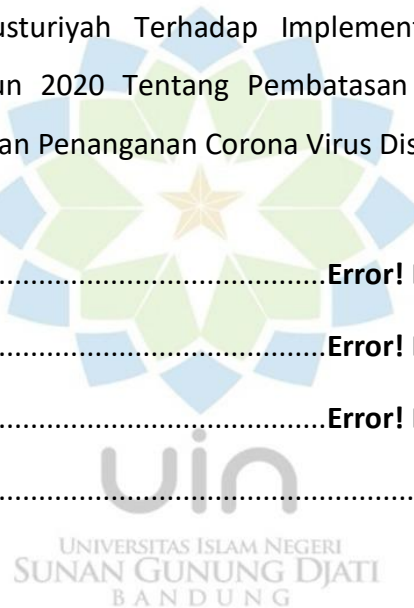 usturiyah Terhadap Implement
un 2020 Tentang Pembatasan
an Penanganan Corona Virus Dis
................................Error!
................................Error!
................................Error!
................................
uin
UNIVERSITAS ISLAM NEGERI
SUNAN GUNUNG DJATI
BANDUNG